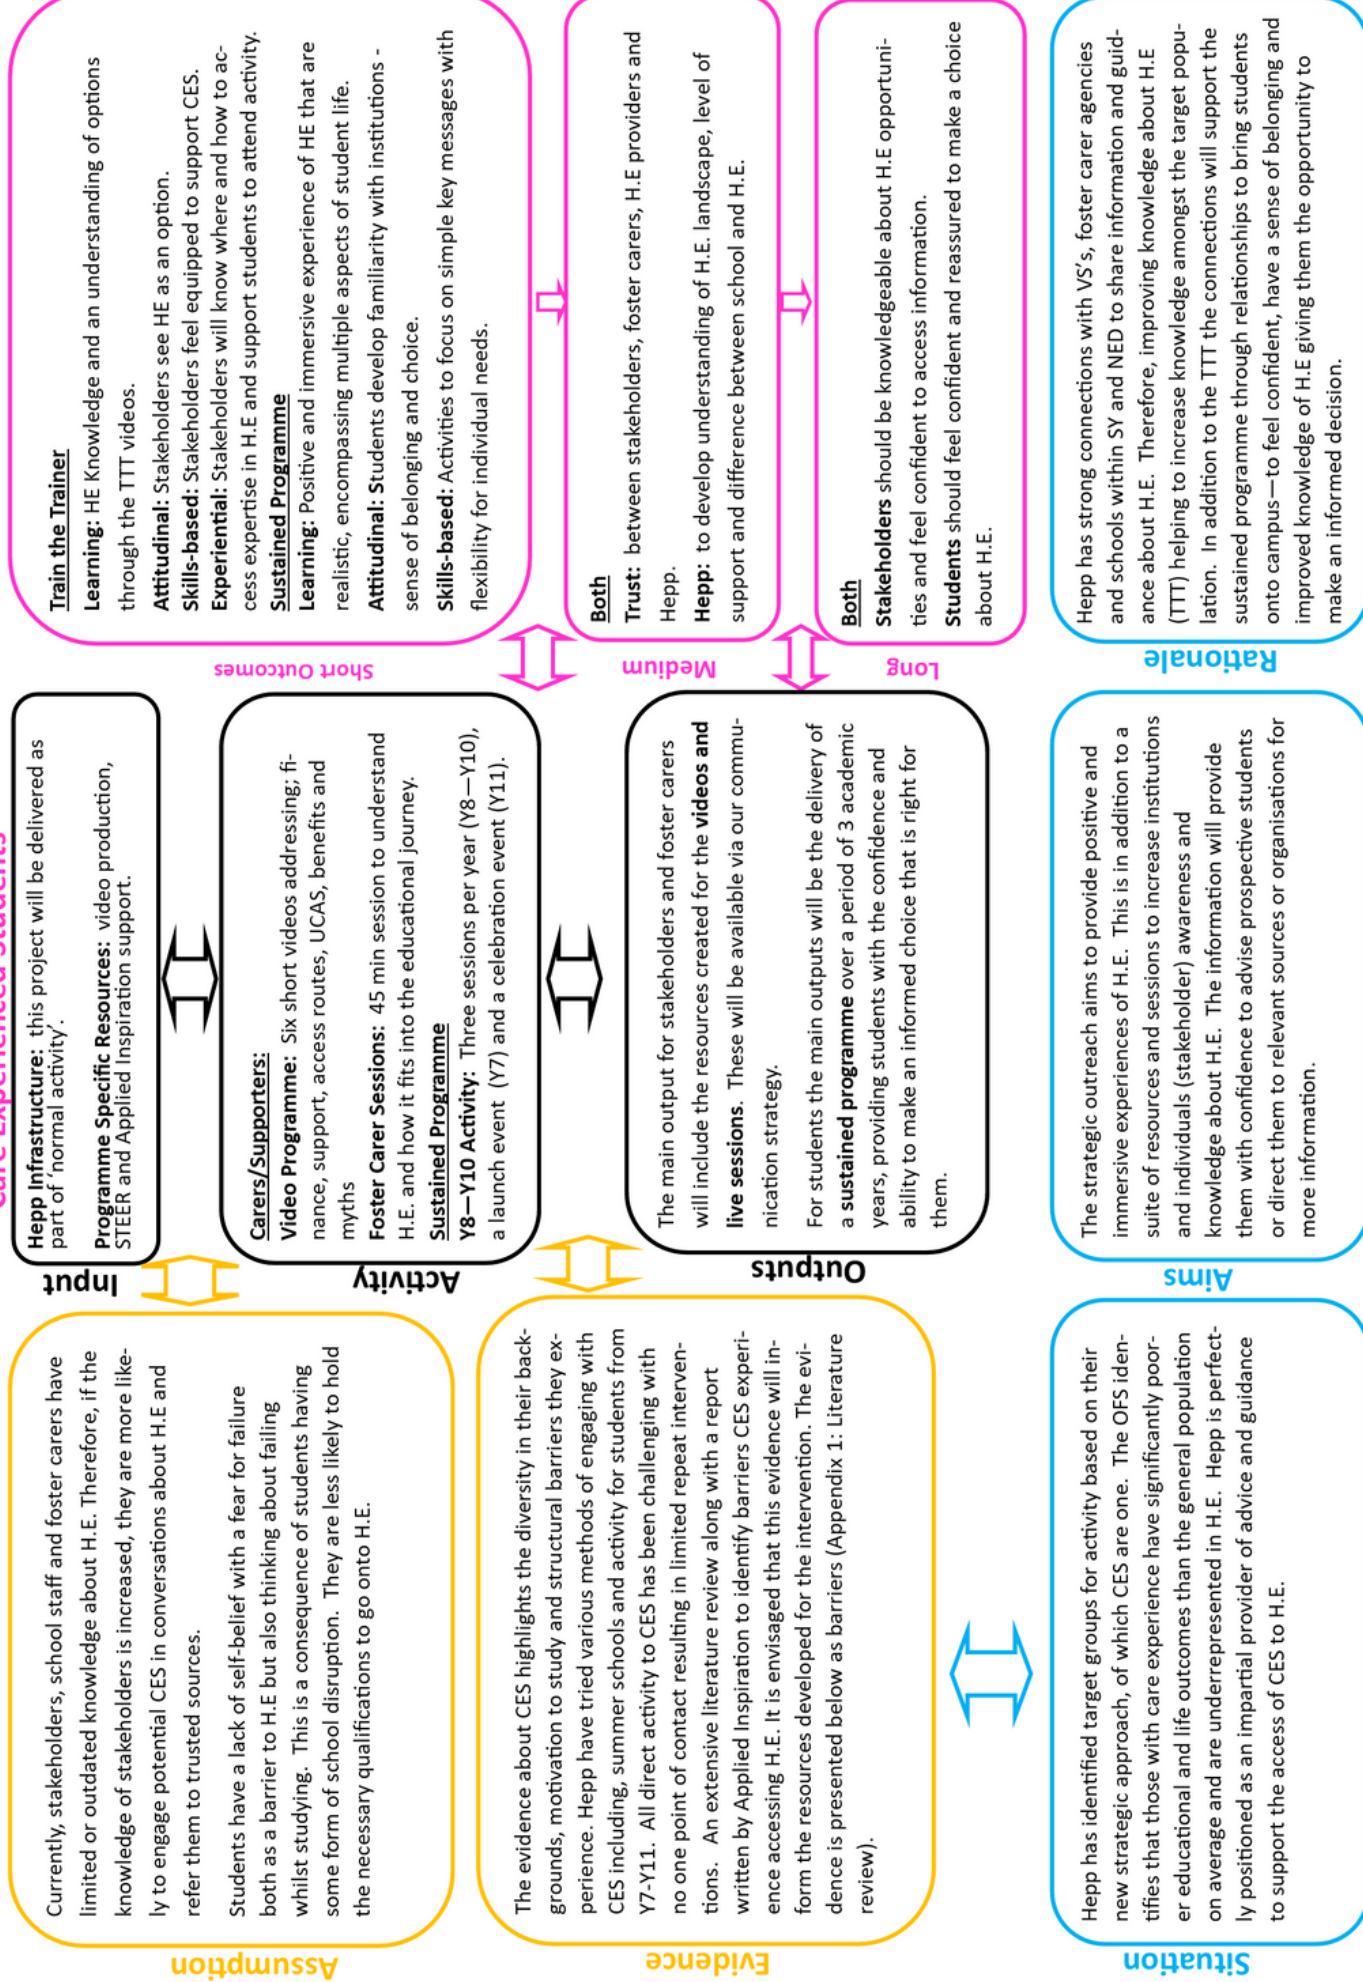 Care Experienced Students
Assumption
Currently, stakeholders, school staff and foster carers have
limited or outdated knowledge about H.E. Therefore, if the
knowledge of stakeholders is increased, they are more like-
ly to engage potential CES in conversations about H.E and
refer them to trusted sources.
Students have a lack of self-belief with a fear for failure
both as a barrier to H.E but also thinking about failing
whilst studying.  This is a consequence of students having
some form of school disruption.  They are less likely to hold
the necessary qualifications to go onto H.E.
Evidence
The evidence about CES highlights the diversity in their back-
grounds, motivation to study and structural barriers they ex-
perience. Hepp have tried various methods of engaging with
CES including, summer schools and activity for students from
Y7-Y11.  All direct activity to CES has been challenging with
no one point of contact resulting in limited repeat interven-
tions.  An extensive literature review along with a report
written by Applied Inspiration to identify barriers CES experi-
ence accessing H.E. It is envisaged that this evidence will in-
form the resources developed for the intervention. The evi-
dence is presented below as barriers (Appendix 1: Literature
review).
Situation
Hepp has identified target groups for activity based on their
new strategic approach, of which CES are one.  The OFS iden-
tifies that those with care experience have significantly poor-
er educational and life outcomes than the general population
on average and are underrepresented in H.E.  Hepp is perfect-
ly positioned as an impartial provider of advice and guidance
to support the access of CES to H.E.
Input
Hepp Infrastructure: this project will be delivered as
part of 'normal activity'.
Programme Specific Resources: video production,
STEER and Applied Inspiration support.
Activity
Carers/Supporters:
Video Programme:  Six short videos addressing; fi-
nance, support, access routes, UCAS, benefits and
myths
Foster Carer Sessions:  45 min session to understand
H.E. and how it fits into the educational journey.
Sustained Programme
Y8—Y10 Activity:  Three sessions per year (Y8—Y10),
a launch event  (Y7) and a celebration event (Y11).
Outputs
The main output for stakeholders and foster carers
will include the resources created for the videos and
live sessions.  These will be available via our commu-
nication strategy.
For students the main outputs will be the delivery of
a sustained programme over a period of 3 academic
years, providing students with the confidence and
ability to make an informed choice that is right for
them.
Aims
The strategic outreach aims to provide positive and
immersive experiences of H.E.  This is in addition to a
suite of resources and sessions to increase institutions
and individuals (stakeholder) awareness and
knowledge about H.E.  The information will provide
them with confidence to advise prospective students
or direct them to relevant sources or organisations for
more information.
Short Outcomes
Train the Trainer
Learning: HE Knowledge and an understanding of options
through the TTT videos.
Attitudinal: Stakeholders see HE as an option.
Skills-based: Stakeholders feel equipped to support CES.
Experiential: Stakeholders will know where and how to ac-
cess expertise in H.E and support students to attend activity.
Sustained Programme
Learning: Positive and immersive experience of HE that are
realistic, encompassing multiple aspects of student life.
Attitudinal: Students develop familiarity with institutions -
sense of belonging and choice.
Skills-based: Activities to focus on simple key messages with
flexibility for individual needs.
Medium
Both
Trust:  between stakeholders, foster carers, H.E providers and
Hepp.
Hepp:  to develop understanding of H.E. landscape, level of
support and difference between school and H.E.
Long
Both
Stakeholders should be knowledgeable about H.E opportuni-
ties and feel confident to access information.
Students should feel confident and reassured to make a choice
about H.E.
Rationale
Hepp has strong connections with VS's, foster carer agencies
and schools within SY and NED to share information and guid-
ance about H.E.  Therefore, improving knowledge about H.E
(TTT) helping to increase knowledge amongst the target popu-
lation.  In addition to the TTT the connections will support the
sustained programme through relationships to bring students
onto campus—to feel confident, have a sense of belonging and
improved knowledge of H.E giving them the opportunity to
make an informed decision.